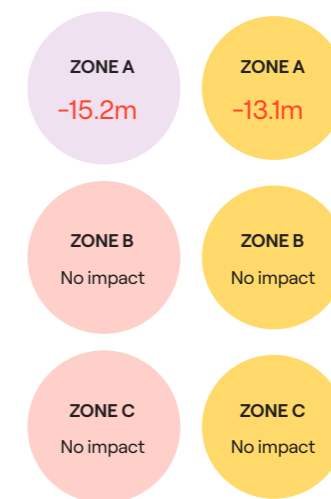 ZONE A
-15.2m
ZONE A
-13.1m
ZONE B
No impact
ZONE B
No impact
ZONE C
No impact
ZONE C
No impact